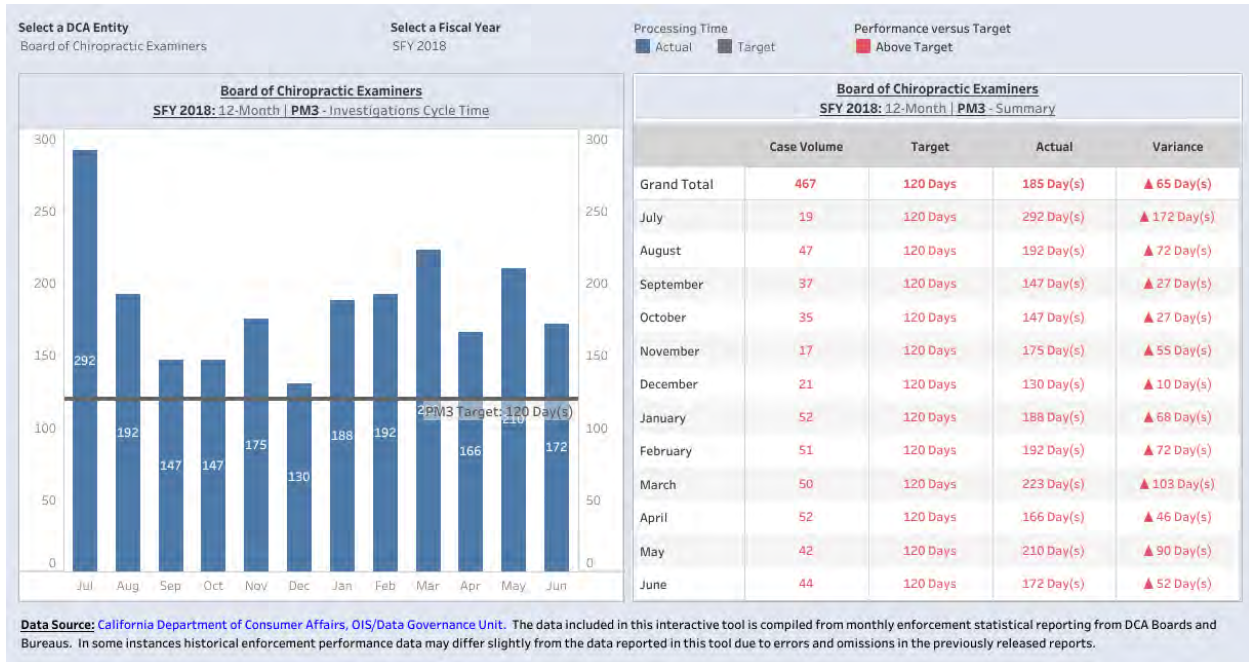 Select a DCA Entity
Board of Chiropractic Examiners
Select a Fiscal Year
SFY 2018
Processing Time
Actual Target
Performance versus Target
Above Target
Board of Chiropractic Examiners
SFY 2018: 12-Month | PM3 - Investigations Cycle Time
300 300
250 250
200 200
150 150
100 100
50 50
0 0
292 192 147 147 175 130 188 192 166 210 172
PM3 Target: 120 Day(s)
Jul Aug Sep Oct Nov Dec Jan Feb Mar Apr May Jun
Board of Chiropractic Examiners
SFY 2018: 12-Month | PM3 - Summary
Case Volume Target Actual Variance
Grand Total 467 120 Days 185 Day(s) ▲ 65 Day(s)
July 19 120 Days 292 Day(s) ▲ 172 Day(s)
August 47 120 Days 192 Day(s) ▲ 72 Day(s)
September 37 120 Days 147 Day(s) ▲ 27 Day(s)
October 35 120 Days 147 Day(s) ▲ 27 Day(s)
November 17 120 Days 175 Day(s) ▲ 55 Day(s)
December 21 120 Days 130 Day(s) ▲ 10 Day(s)
January 52 120 Days 188 Day(s) ▲ 68 Day(s)
February 51 120 Days 192 Day(s) ▲ 72 Day(s)
March 50 120 Days 223 Day(s) ▲ 103 Day(s)
April 52 120 Days 166 Day(s) ▲ 46 Day(s)
May 42 120 Days 210 Day(s) ▲ 90 Day(s)
June 44 120 Days 172 Day(s) ▲ 52 Day(s)
Data Source: California Department of Consumer Affairs, OIS/Data Governance Unit. The data included in this interactive tool is compiled from monthly enforcement statistical reporting from DCA Boards and
Bureaus. In some instances historical enforcement performance data may differ slightly from the data reported in this tool due to errors and omissions in the previously released reports.